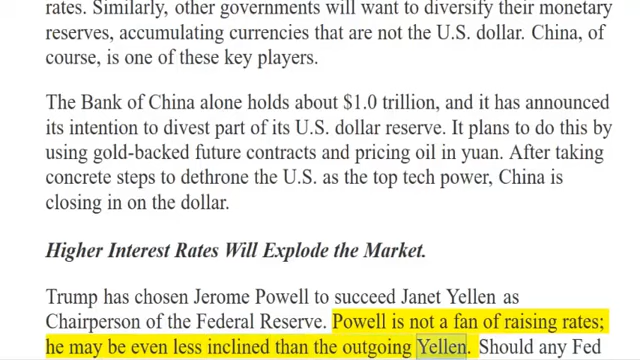 rates. Similarly, other governments will want to diversify their monetary
reserves, accumulating currencies that are not the U.S. dollar. China, of
course, is one of these key players.
The Bank of China alone holds about $1.0 trillion, and it has announced
its intention to divest part of its U.S. dollar reserve. It plans to do this by
using gold-backed future contracts and pricing oil in yuan. After taking
concrete steps to dethrone the U.S. as the top tech power, China is
closing in on the dollar.
Higher Interest Rates Will Explode the Market.
Trump has chosen Jerome Powell to succeed Janet Yellen as
Chairperson of the Federal Reserve. Powell is not a fan of raising rates;
he may be even less inclined than the outgoing Yellen. Should any Fed